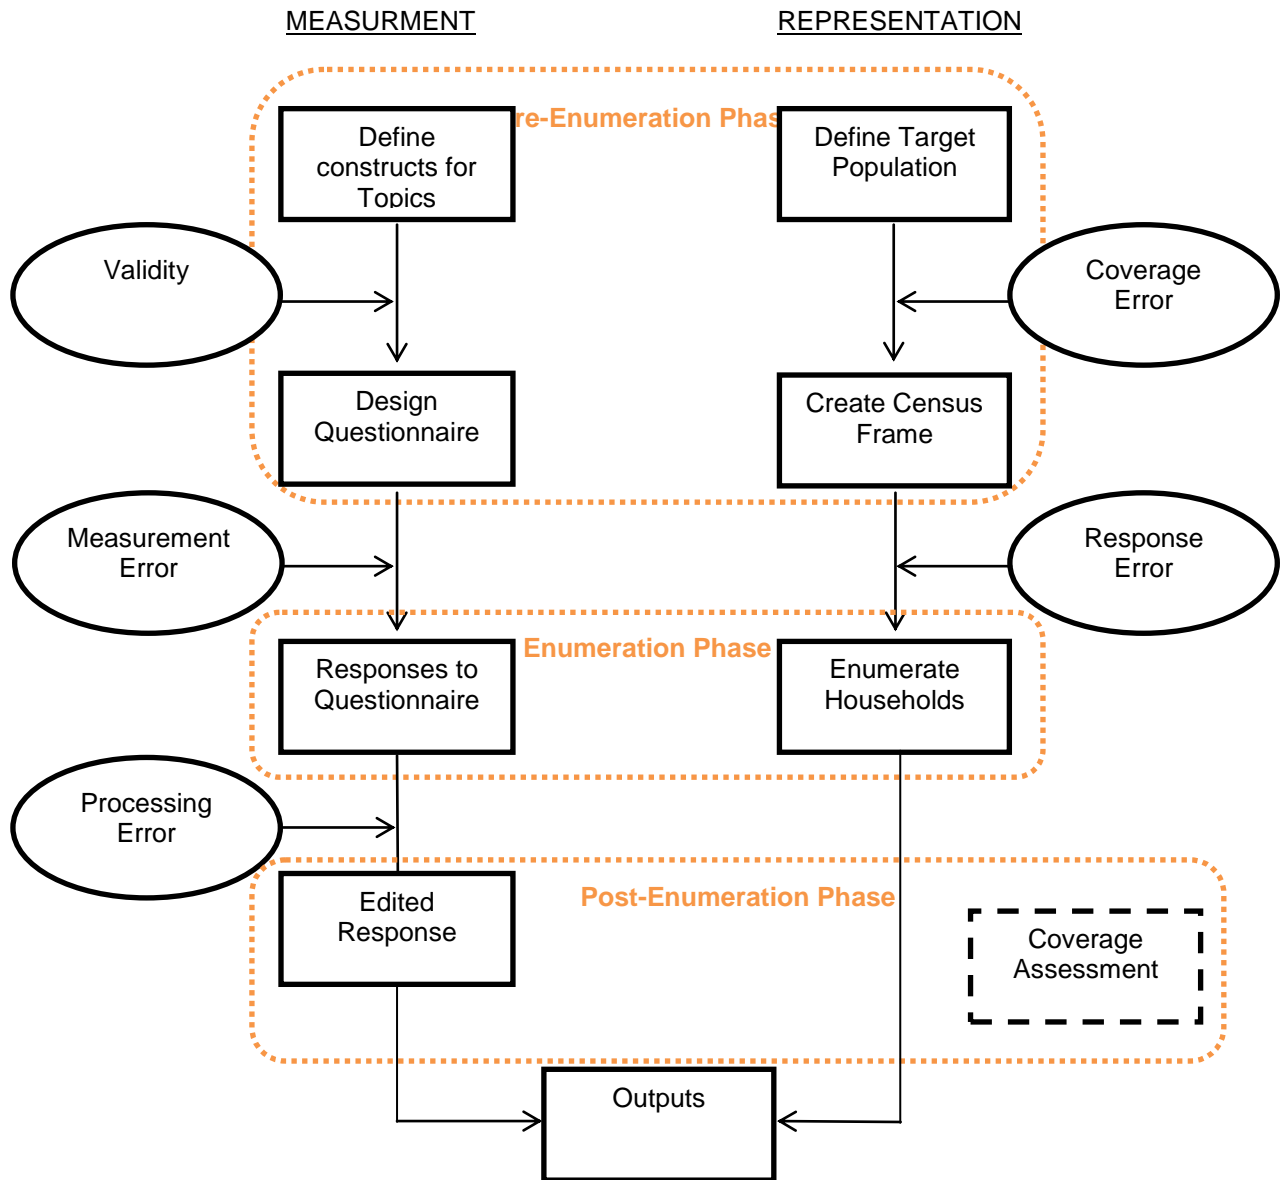 MEASURMENT
REPRESENTATION
re-Enumeration Phas
Define
constructs for
Topics
Define Target
Population
Validity
Coverage
Error
Design
Questionnaire
Create Census
Frame
Measurement
Error
Response
Error
Enumeration Phase
Responses to
Questionnaire
Enumerate
Households
Processing
Error
Post-Enumeration Phase
Edited
Response
Coverage
Assessment
Outputs